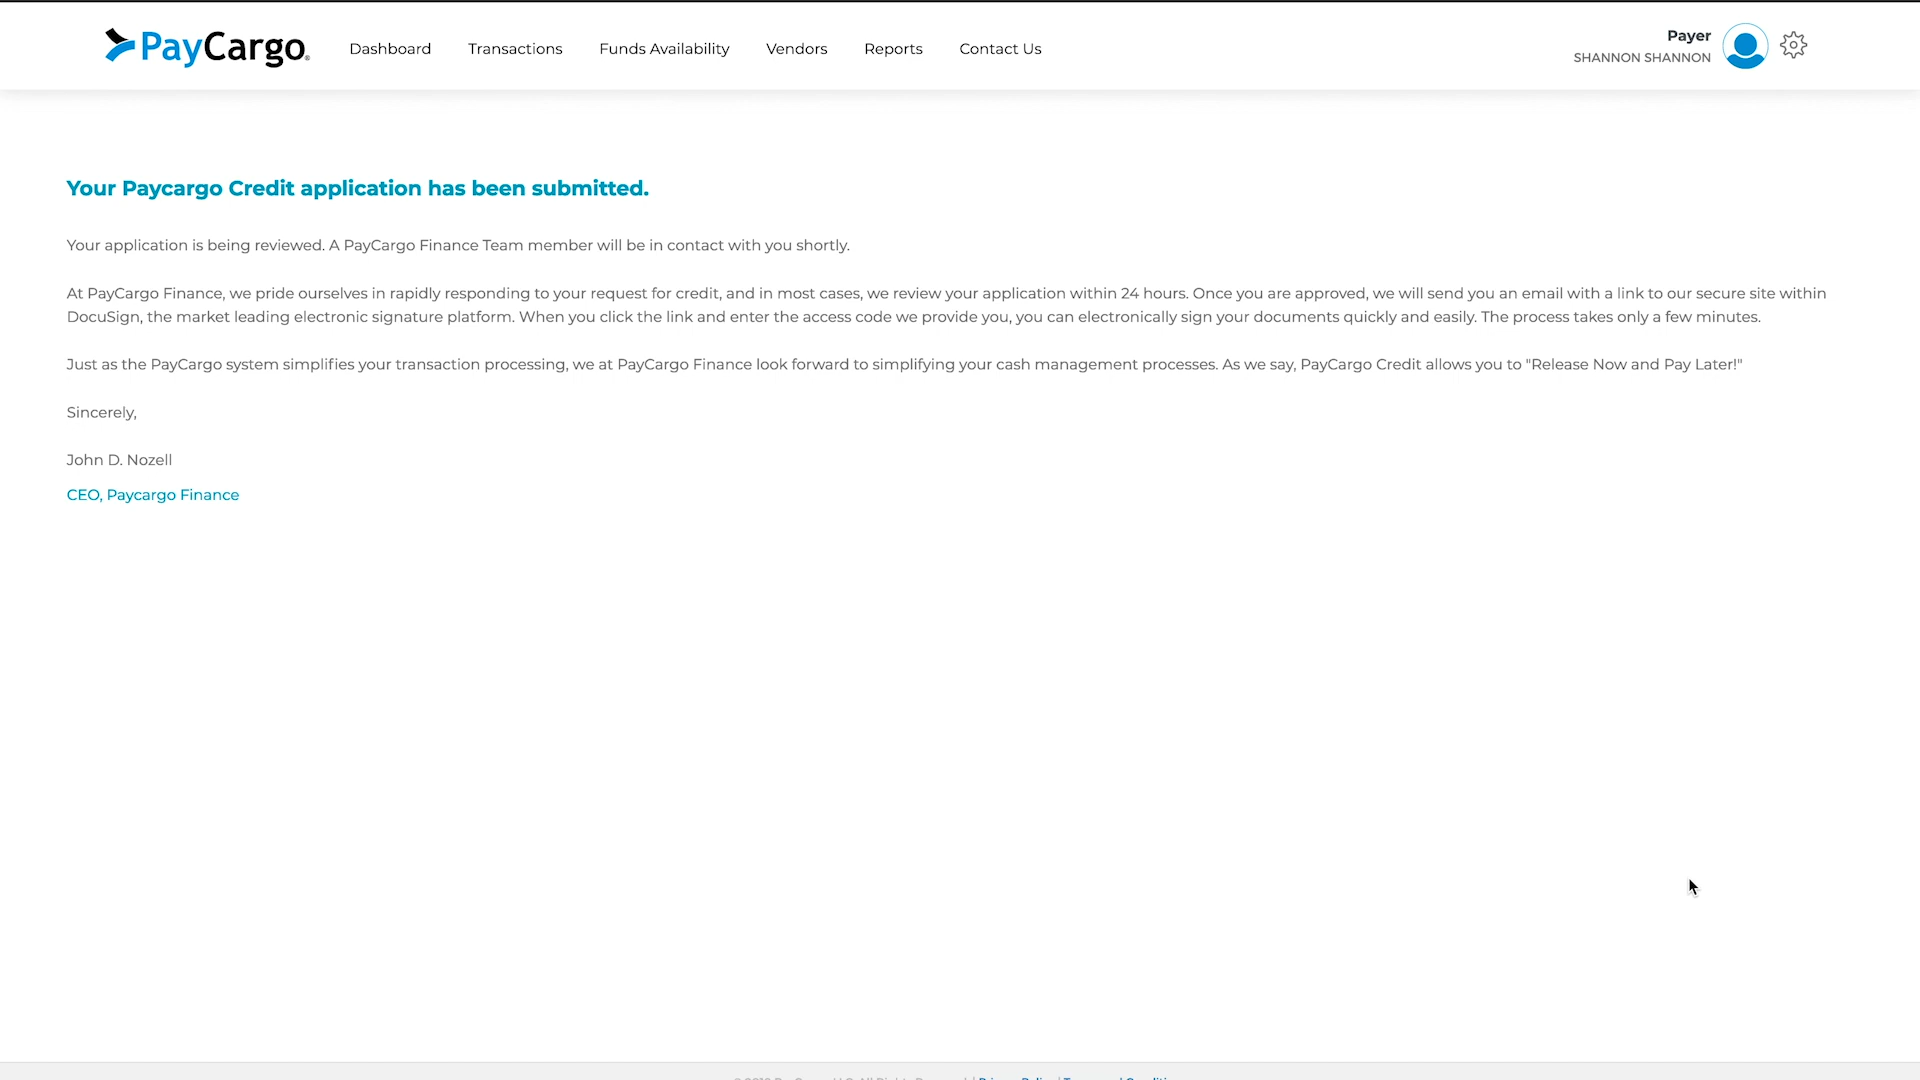 PayCargo
Dashboard
Transactions
Funds Availability
Vendors
Reports
Contact Us
Payer
SHANNON SHANNON
Your Paycargo Credit application has been submitted.
Your application is being reviewed. A PayCargo Finance Team member will be in contact with you shortly.
At PayCargo Finance, we pride ourselves in rapidly responding to your request for credit, and in most cases, we review your application within 24 hours. Once you are approved, we will send you an email with a link to our secure site within
DocuSign, the market leading electronic signature platform. When you click the link and enter the access code we provide you, you can electronically sign your documents quickly and easily. The process takes only a few minutes.
Just as the PayCargo system simplifies your transaction processing, we at PayCargo Finance look forward to simplifying your cash management processes. As we say, PayCargo Credit allows you to "Release Now and Pay Later!"
Sincerely,
John D. Nozell
CEO, Paycargo Finance